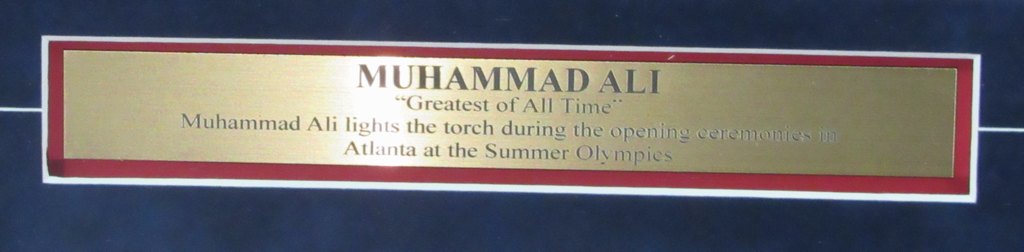 MUHAMMAD ALI
“Greatest of All Time”
Muhammad Ali lights the torch during the opening ceremonies in
Atlanta at the Summer Olympics